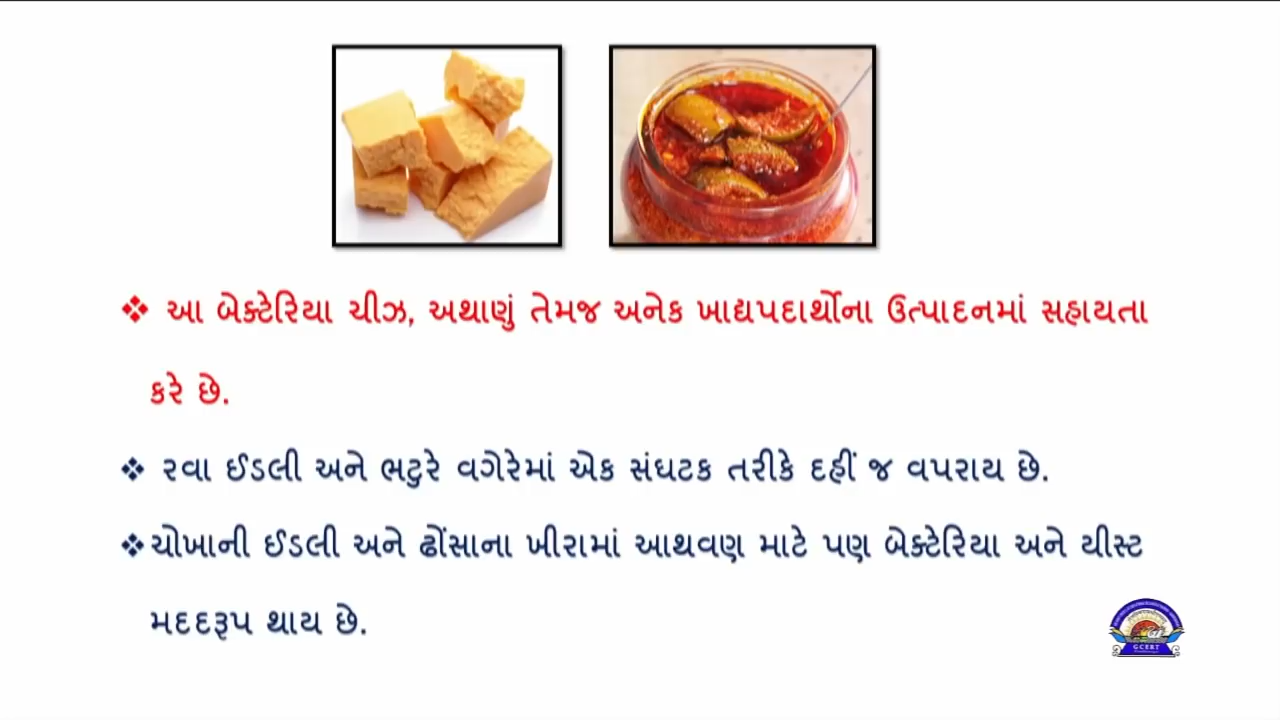 ❖ આ બેક્ટેરિયા ચીઝ, અથાણું તેમજ અનેક ખાદ્યપદાર્થોના ઉત્પાદનમાં સહાયતા
કરે છે.
❖ રવા ઈડલી અને ભટુરે વગેરેમાં એક સંઘટક તરીકે દહીં જ વપરાય છે.
❖ ચોખાની ઈડલી અને ઢોંસાના ખીરામાં આથવણ માટે પણ બેક્ટેરિયા અને યીસ્ટ
મદદરૂપ થાય છે.
GCERT